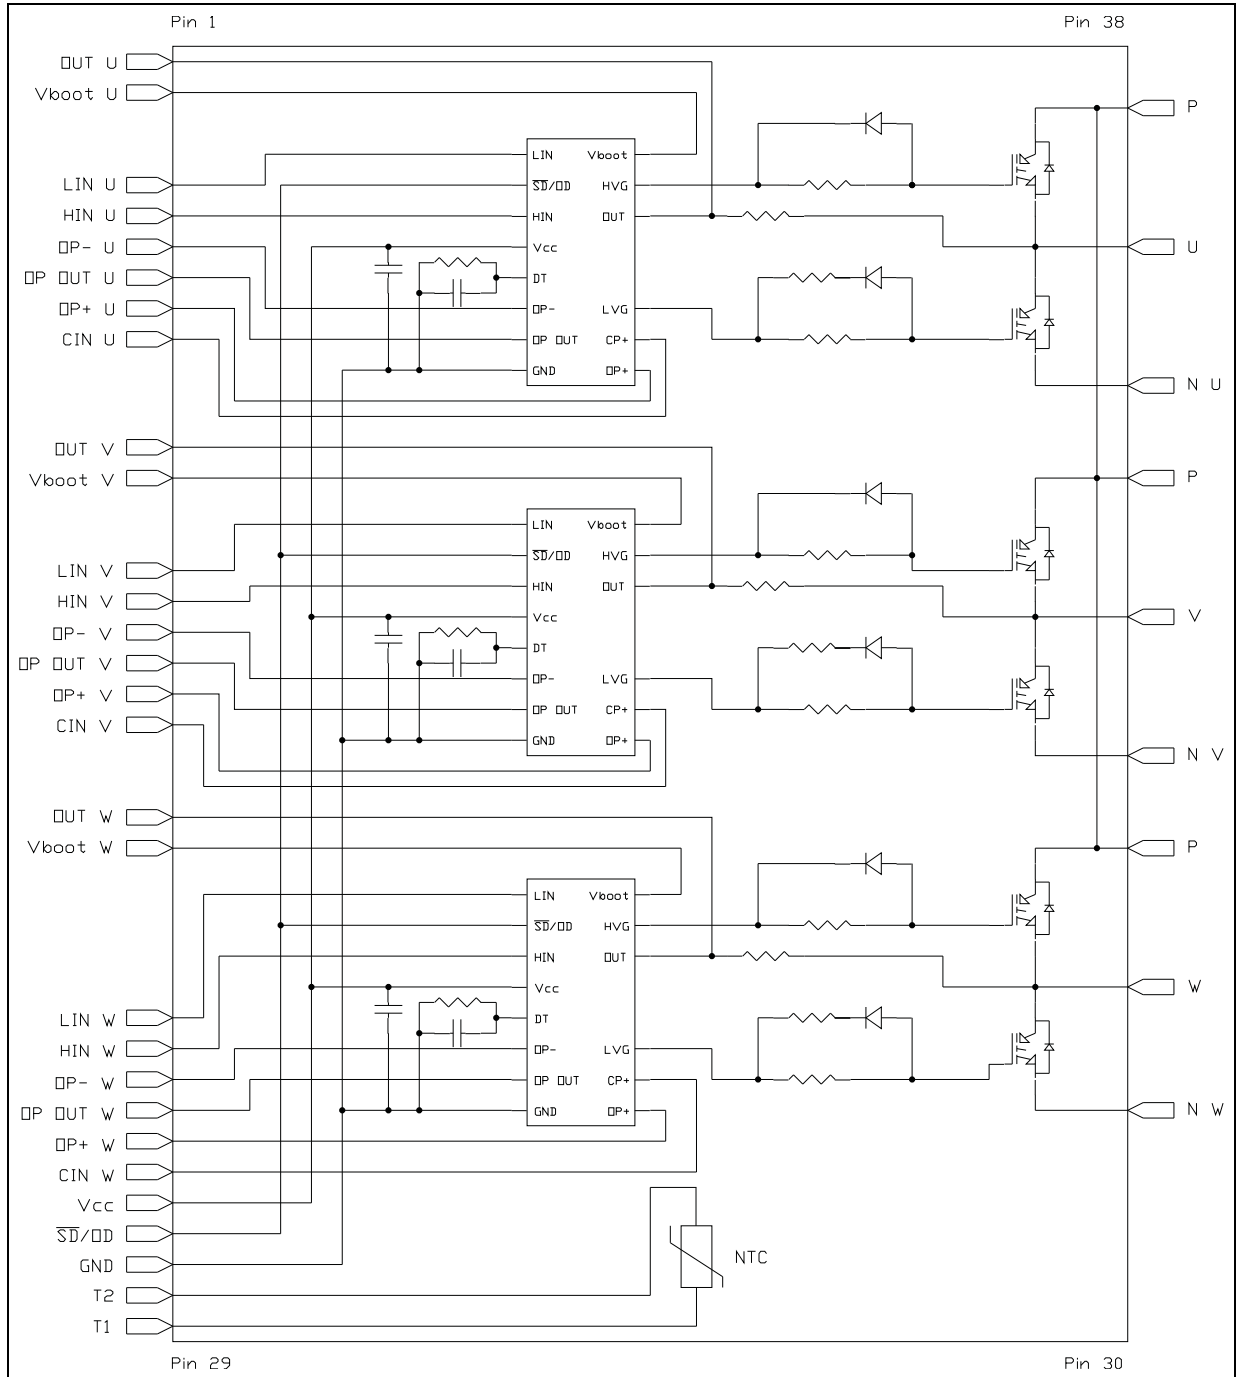 Pin 1
Pin 38
OUT U
Vboot U
LIN U
HIN U
OP- U
OP OUT U
OP+ U
CIN U
LIN
SD/OD
HIN
Vcc
DT
OP-
OP OUT
GND
Vboot
HVG
OUT
LVG
CP+
OP+
P
U
N U
OUT V
Vboot V
LIN V
HIN V
OP- V
OP OUT V
OP+ V
CIN V
LIN
SD/OD
HIN
Vcc
DT
OP-
OP OUT
GND
Vboot
HVG
OUT
LVG
CP+
OP+
P
V
N V
OUT W
Vboot W
LIN W
HIN W
OP- W
OP OUT W
OP+ W
CIN W
Vcc
SD/OD
GND
T2
T1
LIN
SD/OD
HIN
Vcc
DT
OP-
OP OUT
GND
Vboot
HVG
OUT
LVG
CP+
OP+
P
W
N W
NTC
Pin 29
Pin 30